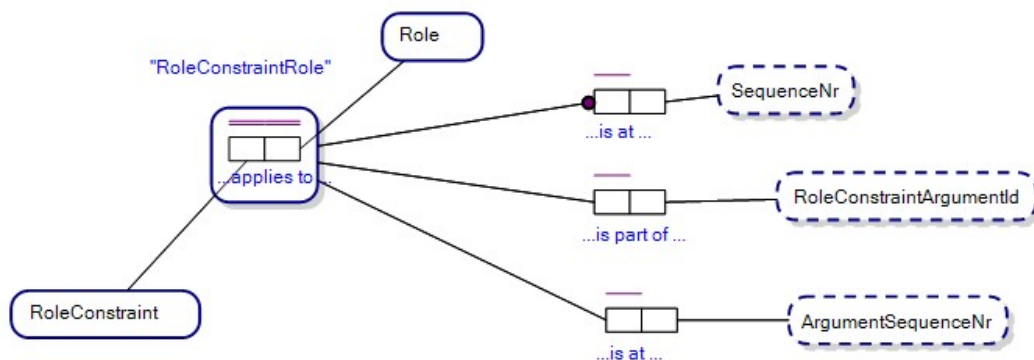 Role
"RoleConstraintRole"
SequenceNr
...is at ...
...applies to ...
RoleConstraintArgumentId
...is part of ...
RoleConstraint
ArgumentSequenceNr
...is at ...